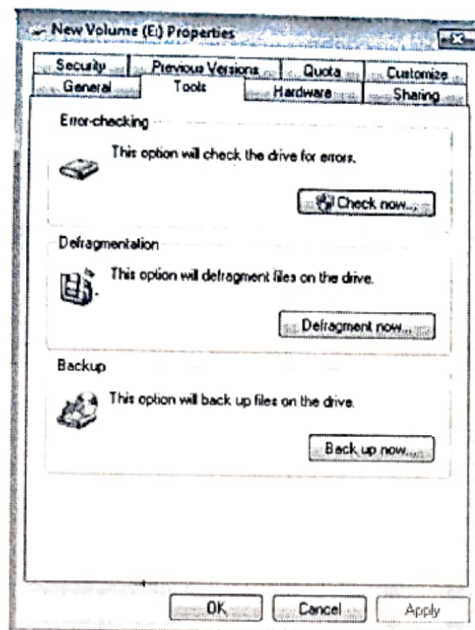 New Volume (E:) Properties
Security Previous Versions Quota Customize
General Tools Hardware Sharing
Error-checking
This option will check the drive for errors.
Check now...
Defragmentation
This option will defragment files on the drive.
Defragment now...
Backup
This option will back up files on the drive.
Back up now...
OK Cancel Apply